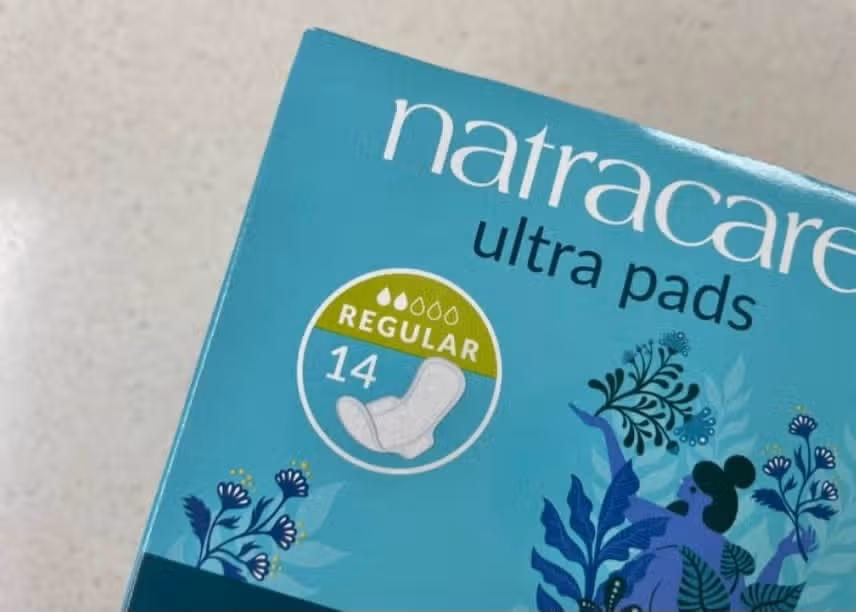 natracare
ultra pads
REGULAR
14